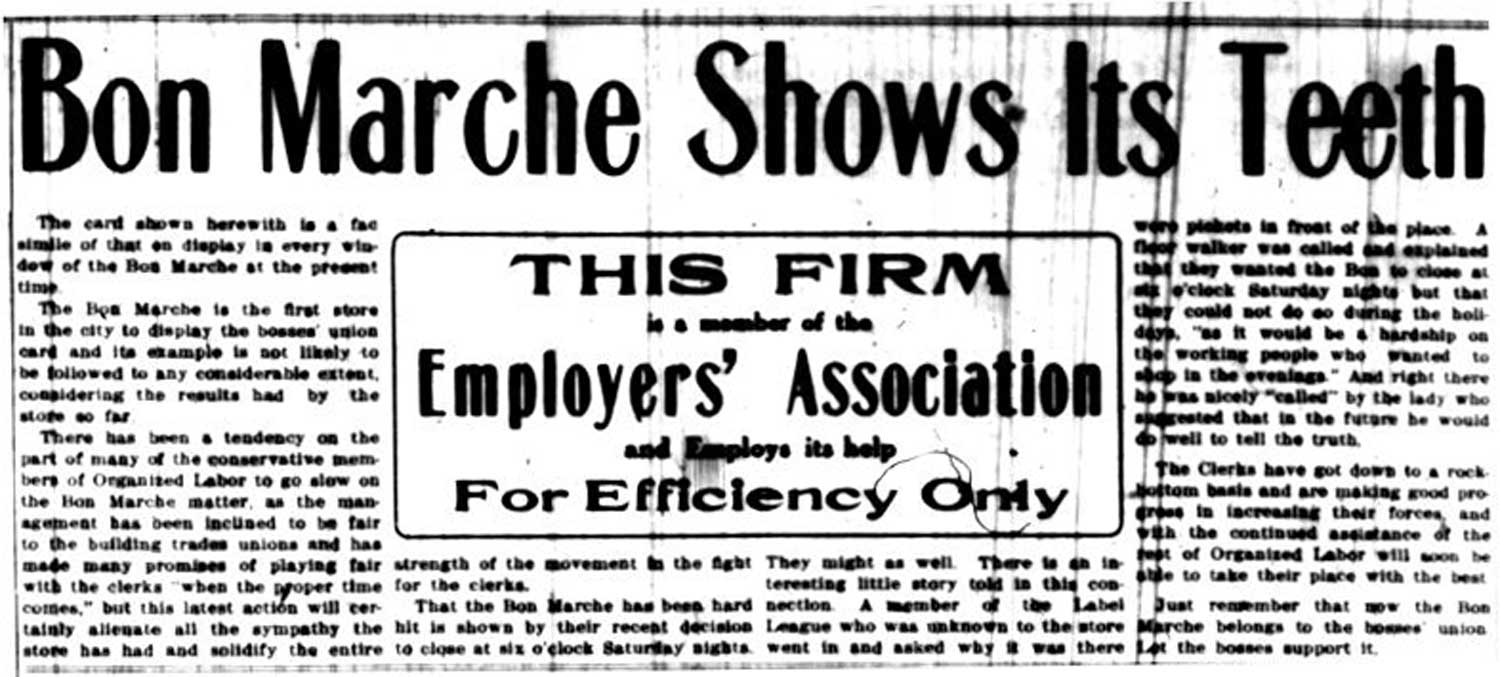 Bon Marche Shows Its Teeth
The card shown herewith is a fac
simile of that on display in every win-
dow of the Bon Marche at the present
time.
The Bon Marche is the first store
in the city to display the bosses' union
card and its example is not likely to
be followed to any considerable extent,
considering the results had by the
store so far.
There has been a tendency on the
part of many of the conservative mem-
bers of Organized Labor to go slow on
the Bon Marche matter, as the man-
agement has been inclined to be fair
to the building trades unions and has
made many promises of playing fair
with the clerks "when the proper time
comes," but this latest action will cer-
tainly alienate all the sympathy the
store has had and solidify the entire
THIS FIRM
is a member of the
Employers' Association
and Employs its help
For Efficiency Only
strength of the movement in the fight
for the clerks.
That the Bon Marche has been hard
hit is shown by their recent decision
to close at six o'clock Saturday nights.
They might as well. There is an in-
teresting little story told in this con-
nection. A member of the Label
League who was unknown to the store
went in and asked why it was there
were pickets in front of the place. A
floor walker was called and explained
that they wanted the Bon to close at
six o'clock Saturday nights but that
they could not do so during the holi-
days, "as it would be a hardship on
the working people who wanted to
shop in the evenings." And right there
he was nicely "called" by the lady who
suggested that in the future he would
do well to tell the truth.
The Clerks have got down to a rock-
bottom basis and are making good pro-
gress in increasing their forces, and
with the continued assistance of the
rest of Organized Labor will soon be
able to take their place with the best
Just remember that now the Bon
Marche belongs to the bosses' union
Let the bosses support it.